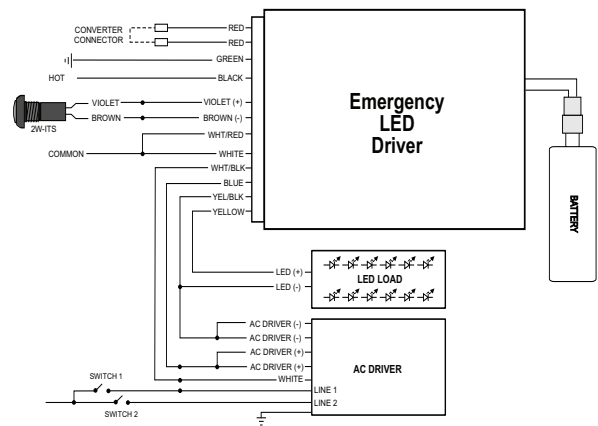 CONVERTER
CONNECTOR
RED
RED
GREEN
HOT
BLACK
VIOLET
VIOLET (+)
BROWN
BROWN (-)
2W-ITS
WHT/RED
COMMON
WHITE
WHT/BLK
BLUE
YEL/BLK
YELLOW
Emergency
LED
Driver
BATTERY
LED (+)
LED (-)
LED LOAD
AC DRIVER (-)
AC DRIVER (-)
AC DRIVER (+)
AC DRIVER (+)
WHITE
AC DRIVER
SWITCH 1
LINE 1
LINE 2
SWITCH 2